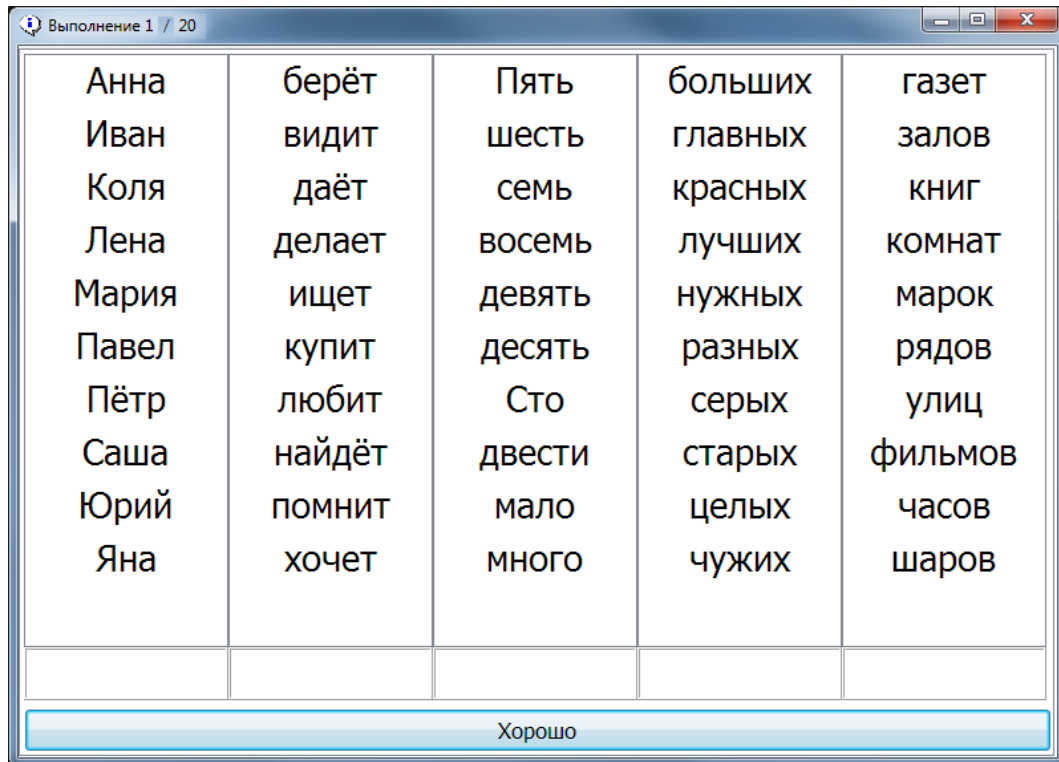 Выполнение 1 / 20
Анна берёт Пять больших газет
Иван видит шесть главных залов
Коля даёт семь красных книг
Лена делает восемь лучших комнат
Мария ищет девять нужных марок
Павел купит десять разных рядов
Пётр любит Сто серых улиц
Саша найдёт двести старых фильмов
Юрий помнит мало целых часов
Яна хочет много чужих шаров
Хорошо